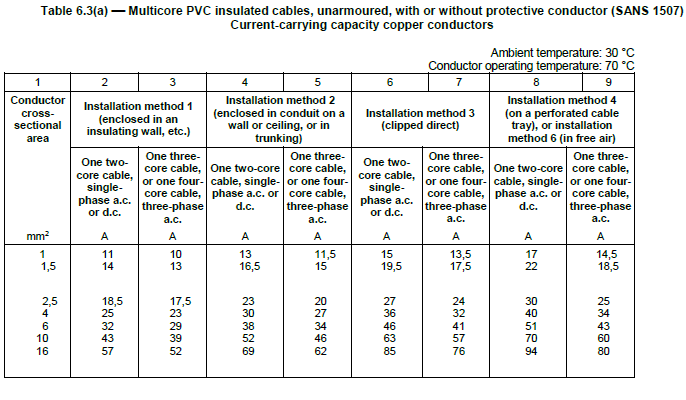 Table 6.3(a) — Multicore PVC insulated cables, unarmoured, with or without protective conductor (SANS 1507)
Current-carrying capacity copper conductors
Ambient temperature: 30 °C
Conductor operating temperature: 70 °C
1 2 3 4 5 6 7 8 9
Conductor
cross-
sectional
area
Installation method 1
(enclosed in an
insulating wall, etc.)
Installation method 2
(enclosed in conduit on a
wall or ceiling, or in
trunking)
Installation method 3
(clipped direct)
Installation method 4
(on a perforated cable
tray), or installation
method 6 (in free air)
One two-
core cable,
single-
phase a.c.
or d.c.
One three-
core cable,
or one four-
core cable,
three-phase
a.c.
One two-core
cable, single-
phase a.c. or
d.c.
One three-
core cable,
or one four-
core cable,
three-phase
a.c.
One two-
core cable,
single-
phase a.c.
or d.c.
One three-
core cable,
or one four-
core cable,
three-phase
a.c.
One two-core
cable, single-
phase a.c. or
d.c.
One three-
core cable,
or one four-
core cable,
three-phase
a.c.
mm² A A A A A A A A
1 11 10 13 11,5 15 13,5 17 14,5
1,5 14 13 16,5 15 19,5 17,5 22 18,5
2,5 18,5 17,5 23 20 27 24 30 25
4 25 23 30 27 36 32 40 34
6 32 29 38 34 46 41 51 43
10 43 39 52 46 63 57 70 60
16 57 52 69 62 85 76 94 80